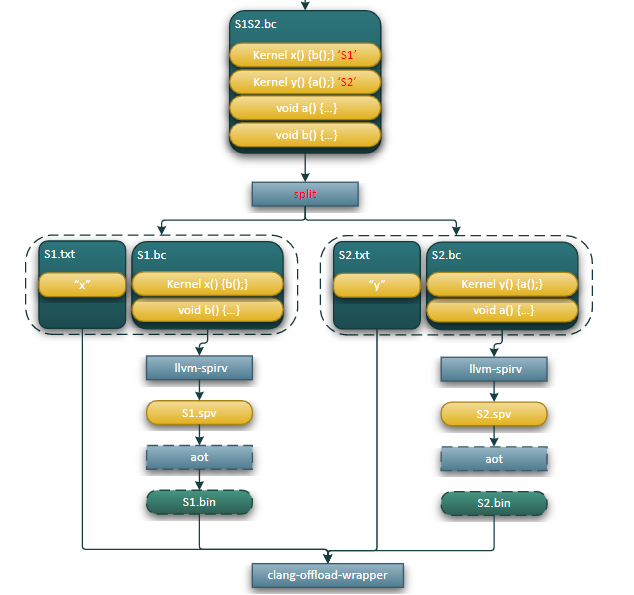 S1S2.bc
Kernel x() {b();} ‘S1’
Kernel y() {a();} ‘S2’
void a() {…}
void b() {…}
split
S1.txt
“x”
S1.bc
Kernel x() {b();}
void b() {…}
S2.txt
“y”
S2.bc
Kernel y() {a();}
void a() {…}
llvm-spirv
llvm-spirv
S1.spv
S2.spv
aot
aot
S1.bin
S2.bin
clang-offload-wrapper